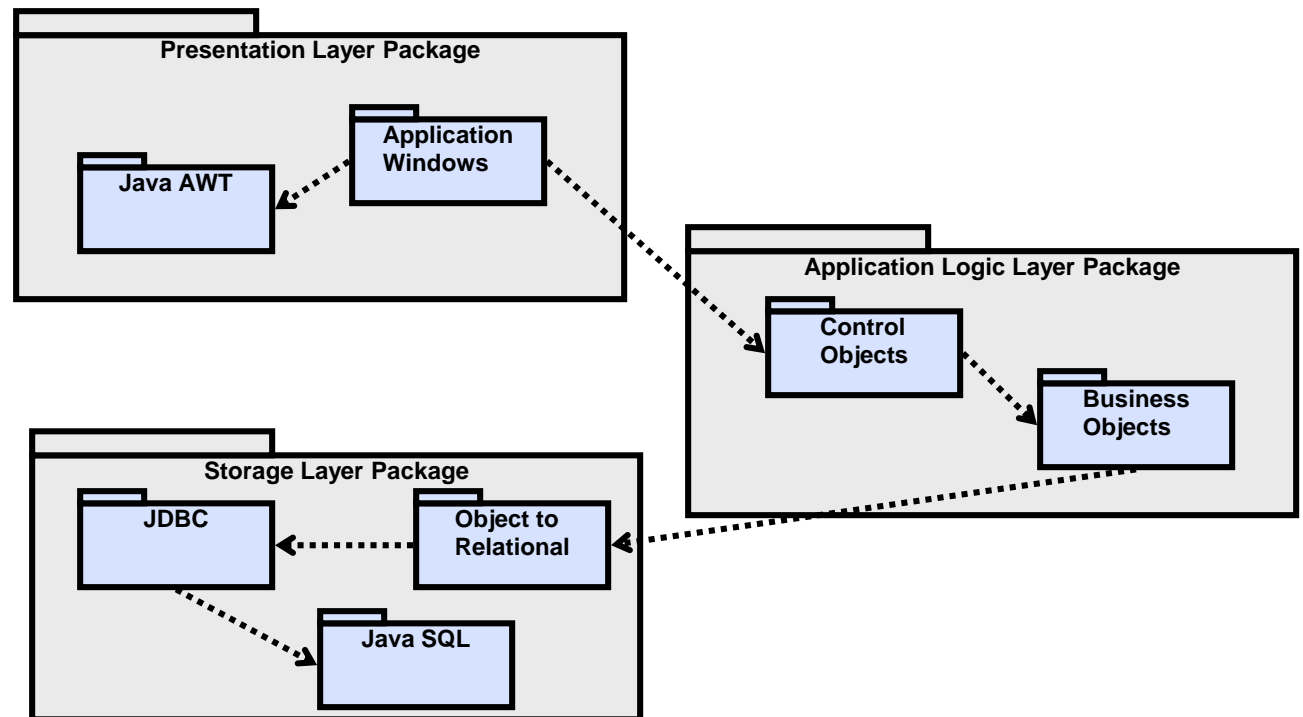 Presentation Layer Package
Application
Windows
Java AWT
Application Logic Layer Package
Control
Objects
Business
Objects
Storage Layer Package
JDBC
Object to
Relational
Java SQL